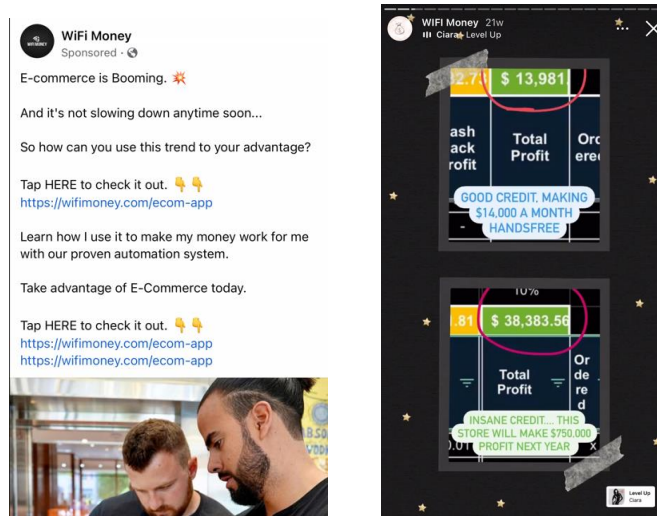 WiFi Money
Sponsored ·
E-commerce is Booming. 💥
And it's not slowing down anytime soon...
So how can you use this trend to your advantage?
Tap HERE to check it out. 👇👇
https://wifimoney.com/ecom-app
Learn how I use it to make my money work for me
with our proven automation system.
Take advantage of E-Commerce today.
Tap HERE to check it out. 👇👇
https://wifimoney.com/ecom-app
https://wifimoney.com/ecom-app
WIFI Money 21w
Ciara • Level Up
2.73 $ 13,981.
ash
ack
rofit
Total
Profit
Orc
ere
GOOD CREDIT, MAKING
$14,000 A MONTH
HANDSFREE
-
10%
.81 $ 38,383.56
Total
Profit
Or
de
re
d
INSANE CREDIT.... THIS
STORE WILL MAKE $750,000
PROFIT NEXT YEAR
Level Up
Ciara